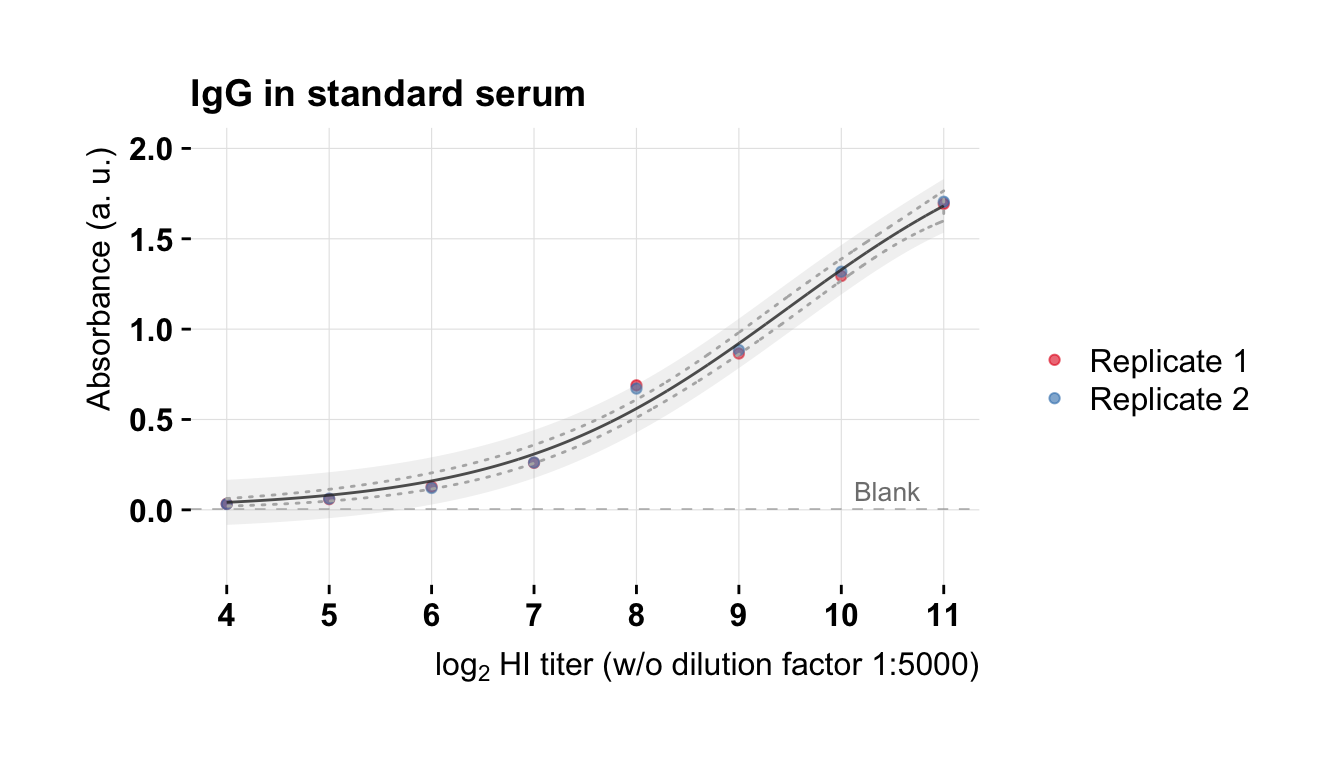 IgG in standard serum
Absorbance (a. u.)
2.0
1.5
1.0
0.5
0.0
Blank
4 5 6 7 8 9 10 11
log₂ HI titer (w/o dilution factor 1:5000)
Replicate 1
Replicate 2